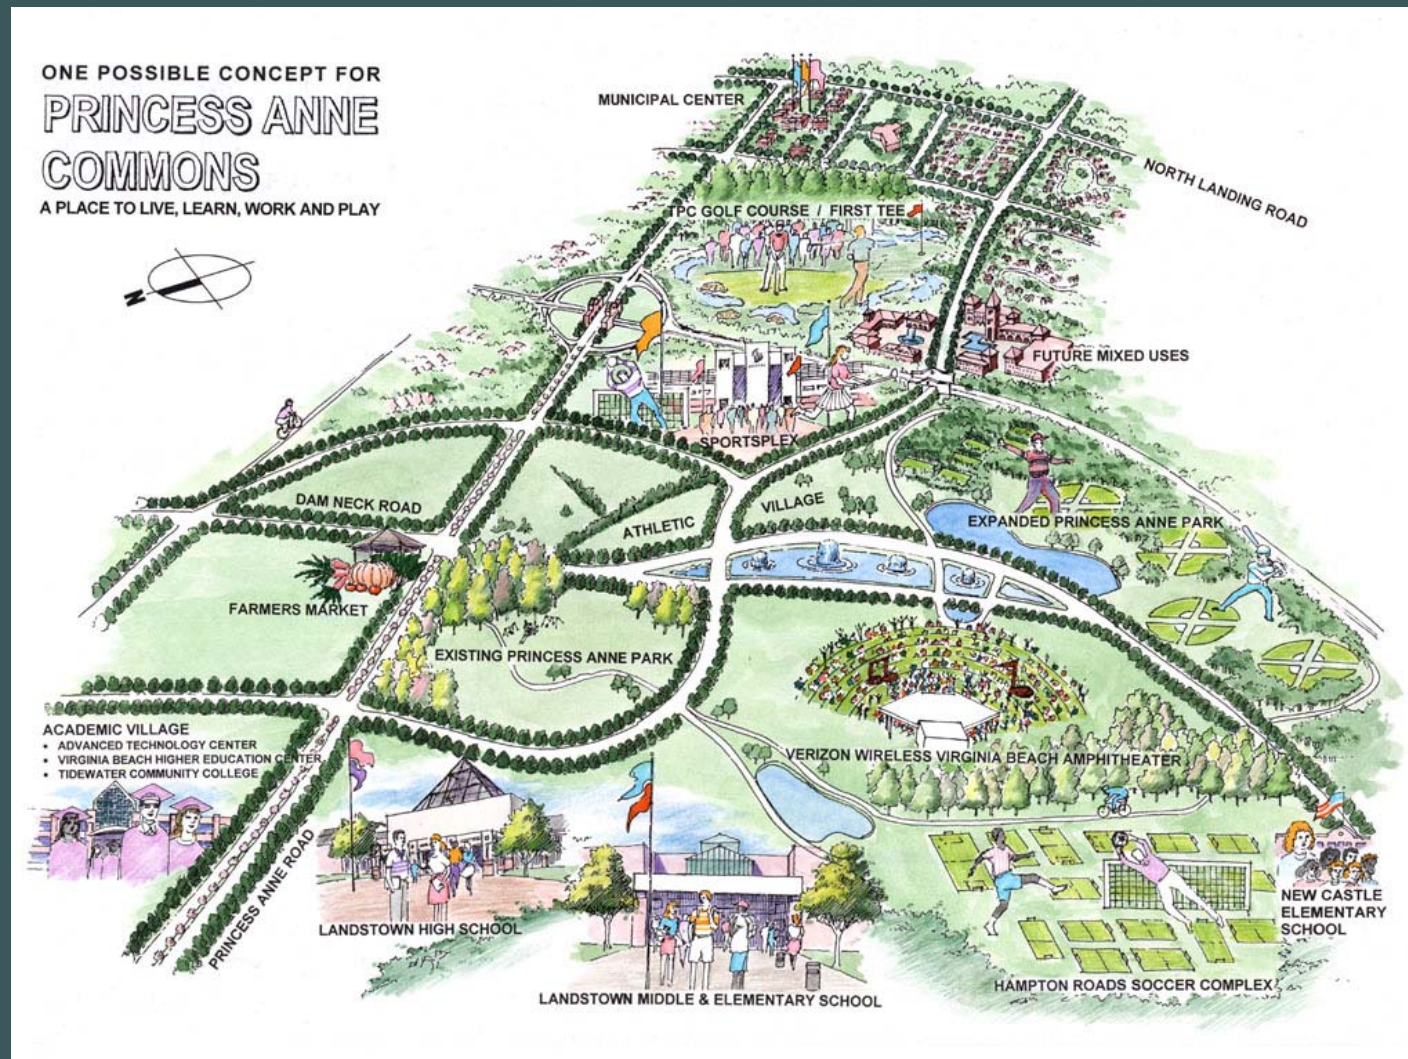 ONE POSSIBLE CONCEPT FOR
PRINCESS ANNE
COMMONS
A PLACE TO LIVE, LEARN, WORK AND PLAY
N
MUNICIPAL CENTER
NORTH LANDING ROAD
TPC GOLF COURSE / FIRST TEE
FUTURE MIXED USES
SPORTSPLEX
DAM NECK ROAD
ATHLETIC
VILLAGE
EXPANDED PRINCESS ANNE PARK
FARMERS MARKET
EXISTING PRINCESS ANNE PARK
ACADEMIC VILLAGE
• ADVANCED TECHNOLOGY CENTER
• VIRGINIA BEACH HIGHER EDUCATION CENTER
• TIDEWATER COMMUNITY COLLEGE
VERIZON WIRELESS VIRGINIA BEACH AMPHITHEATER
PRINCESS ANNE ROAD
LANDSTOWN HIGH SCHOOL
NEW CASTLE
ELEMENTARY
SCHOOL
HAMPTON ROADS SOCCER COMPLEX
LANDSTOWN MIDDLE & ELEMENTARY SCHOOL